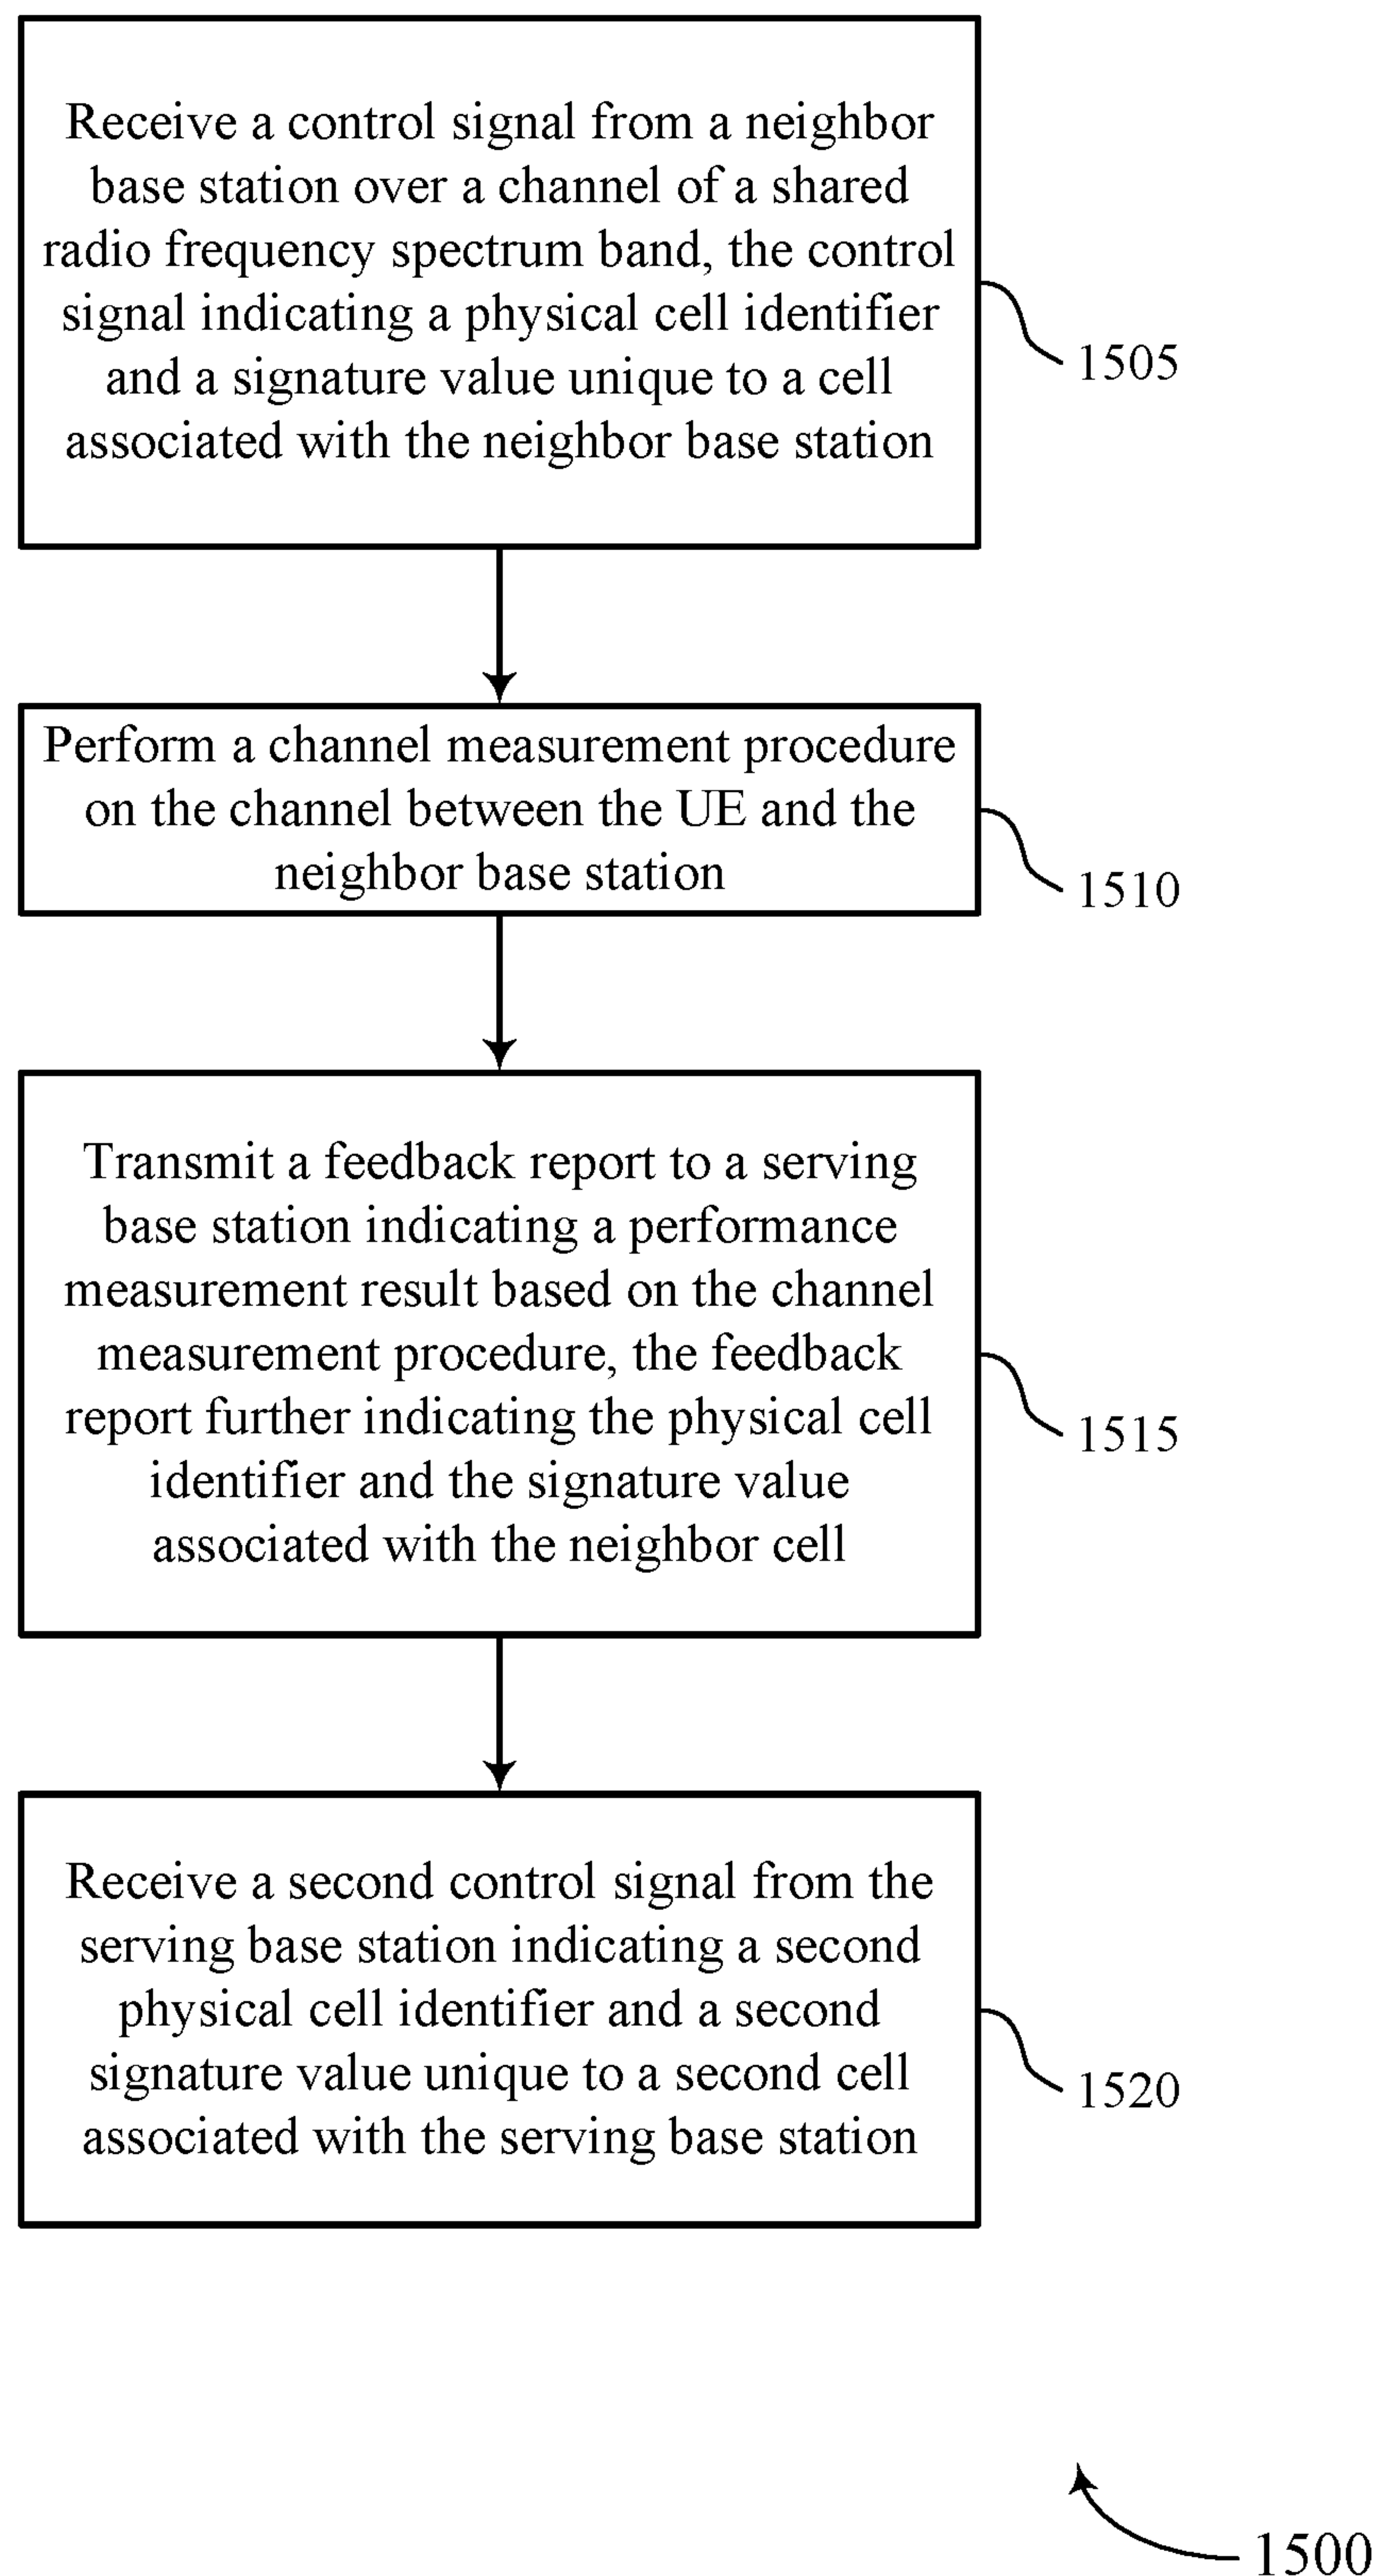 Receive a control signal from a neighbor
base station over a channel of a shared
radio frequency spectrum band, the control
signal indicating a physical cell identifier
and a signature value unique to a cell
associated with the neighbor base station
1505
Perform a channel measurement procedure
on the channel between the UE and the
neighbor base station
1510
Transmit a feedback report to a serving
base station indicating a performance
measurement result based on the channel
measurement procedure, the feedback
report further indicating the physical cell
identifier and the signature value
associated with the neighbor cell
1515
Receive a second control signal from the
serving base station indicating a second
physical cell identifier and a second
signature value unique to a second cell
associated with the serving base station
1520
1500